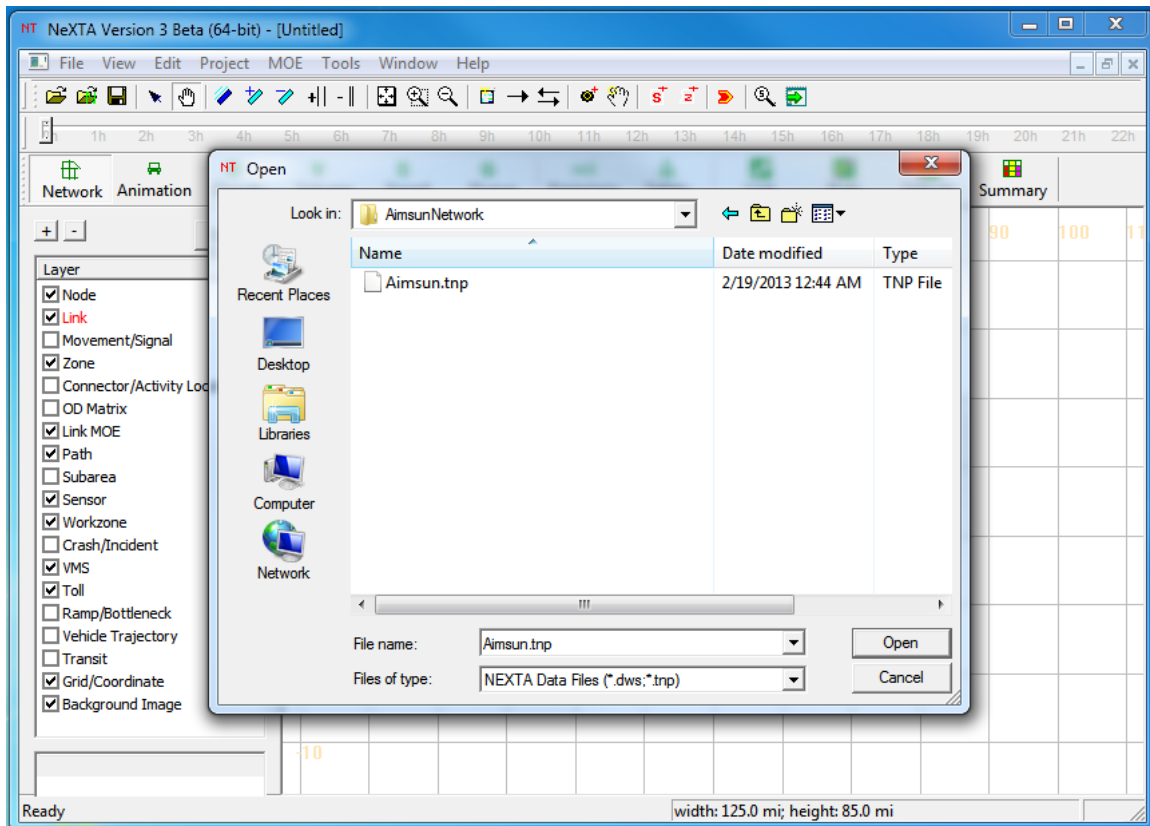 NT NeXTA Version 3 Beta (64-bit) - [Untitled]
File View Edit Project MOE Tools Window Help
1h 2h 3h 4h 5h 6h 7h 8h 9h 10h 11h 12h 13h 14h 15h 16h 17h 18h 19h 20h 21h 22h
Network Animation Summary
NT Open
Look in: AimsunNetwork
Name Date modified Type
Aimsun.tnp 2/19/2013 12:44 AM TNP File
Recent Places
Desktop
Libraries
Computer
Network
File name: Aimsun.tnp Open
Files of type: NEXTA Data Files (*.dws;*.tnp) Cancel
+ -
90 100 11
Layer
Node
Link
Movement/Signal
Zone
Connector/Activity Loc
OD Matrix
Link MOE
Path
Subarea
Sensor
Workzone
Crash/Incident
VMS
Toll
Ramp/Bottleneck
Vehicle Trajectory
Transit
Grid/Coordinate
Background Image
-10
Ready width: 125.0 mi; height: 85.0 mi